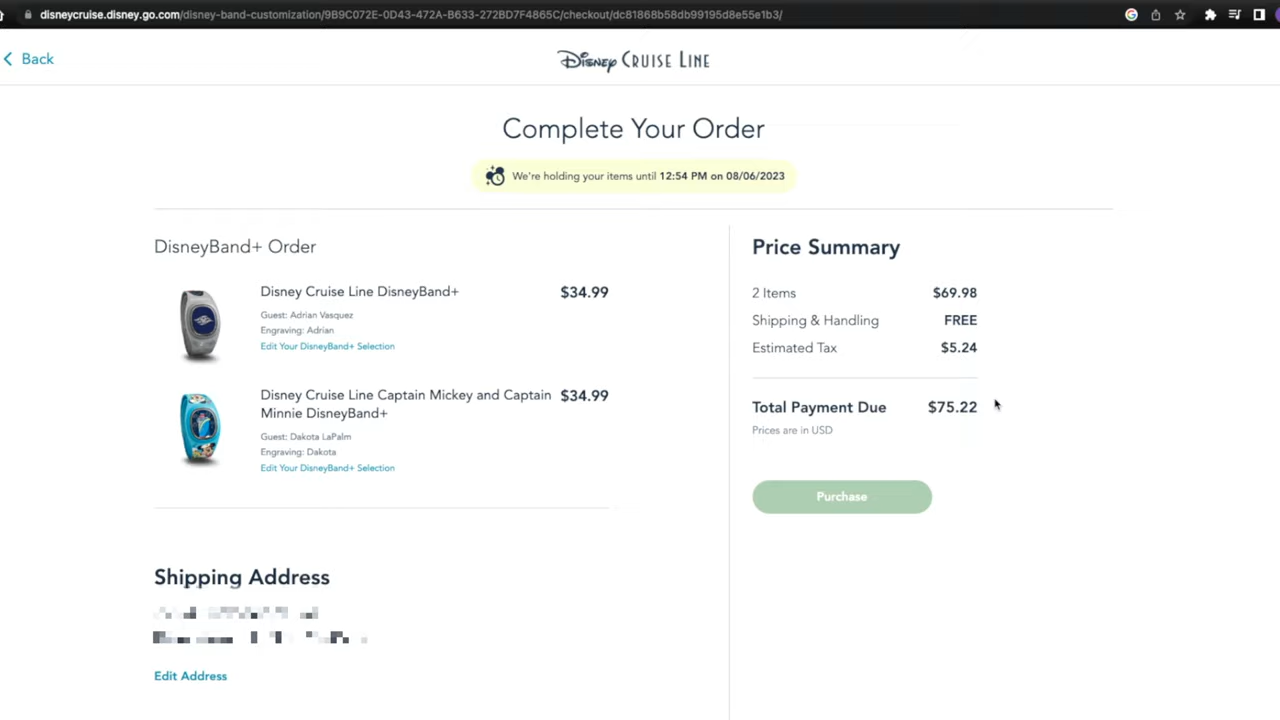 disneycruise.disney.go.com/disney-band-customization/9B9C072E-0D43-472A-B633-272BD7F4865C/checkout/dc81868b58db99195d8e55e1b3/
Back
Disney CRUISE LINE
Complete Your Order
We're holding your items until 12:54 PM on 08/06/2023
DisneyBand+ Order
Disney Cruise Line DisneyBand+ $34.99
Guest: Adrian Vasquez
Engraving: Adrian
Edit Your DisneyBand+ Selection
Disney Cruise Line Captain Mickey and Captain $34.99
Minnie DisneyBand+
Guest: Dakota LaPalm
Engraving: Dakota
Edit Your DisneyBand+ Selection
Shipping Address
Edit Address
Price Summary
2 Items $69.98
Shipping & Handling FREE
Estimated Tax $5.24
Total Payment Due $75.22
Prices are in USD
Purchase